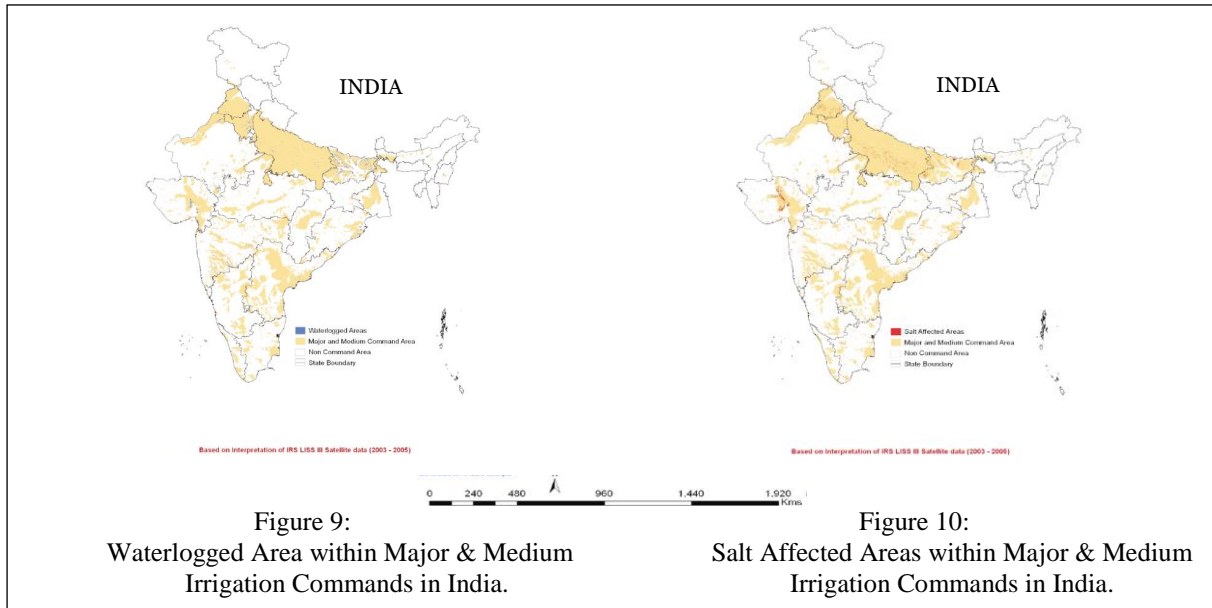 INDIA
Waterlogged Areas
Major and Medium Command Area
Non Command Area
State Boundary
Based on Interpretation of IRS LISS III Satellite data (2003 - 2005)
INDIA
Salt Affected Areas
Major and Medium Command Area
Non Command Area
State Boundary
Based on Interpretation of IRS LISS III Satellite data (2003 - 2005)
0 240 480 960 1,440 1,920
Kms
Figure 9:
Waterlogged Area within Major & Medium
Irrigation Commands in India.
Figure 10:
Salt Affected Areas within Major & Medium
Irrigation Commands in India.